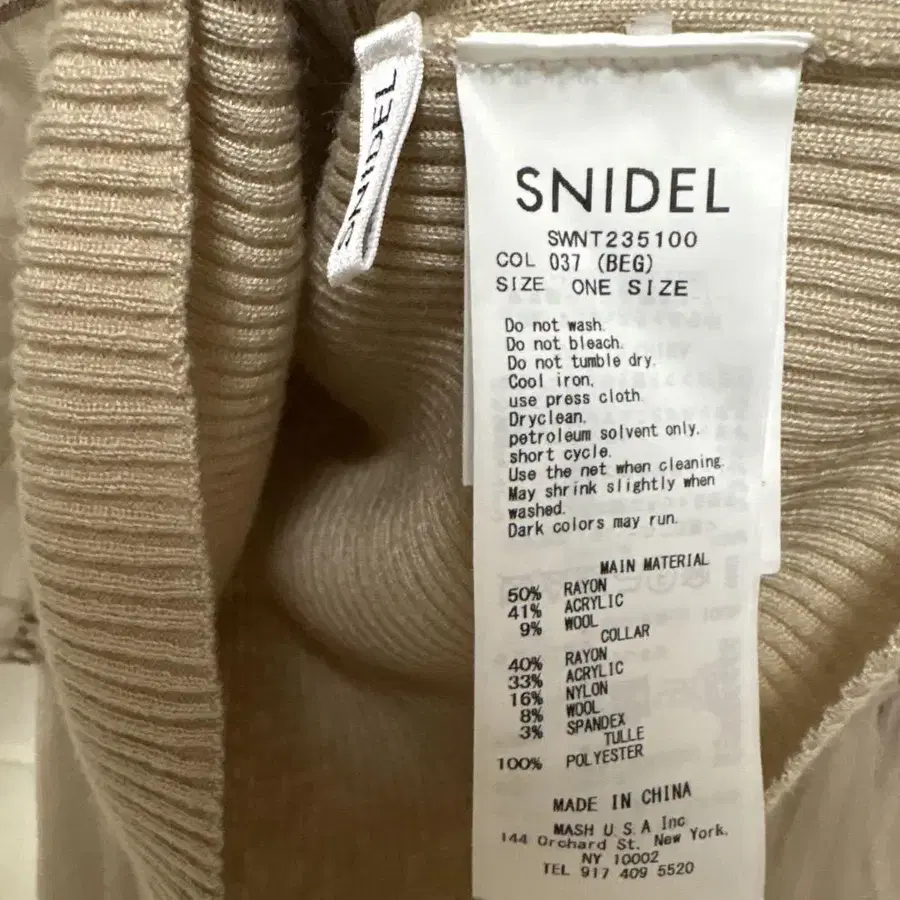 SNIDEL
SNIDEL
SWNT235100
COL 037 (BEG)
SIZE ONE SIZE
Do not wash.
Do not bleach.
Do not tumble dry.
Cool iron,
use press cloth.
Dryclean,
petroleum solvent only.
short cycle.
Use the net when cleaning.
May shrink slightly when
washed.
Dark colors may run.
MAIN MATERIAL
50% RAYON
41% ACRYLIC
9% WOOL
COLLAR
40% RAYON
33% ACRYLIC
16% NYLON
8% WOOL
3% SPANDEX
TULLE
100% POLYESTER
MADE IN CHINA
MASH U.S.A Inc
144 Orchard St. New York.
NY 10002
TEL 917 409 5520